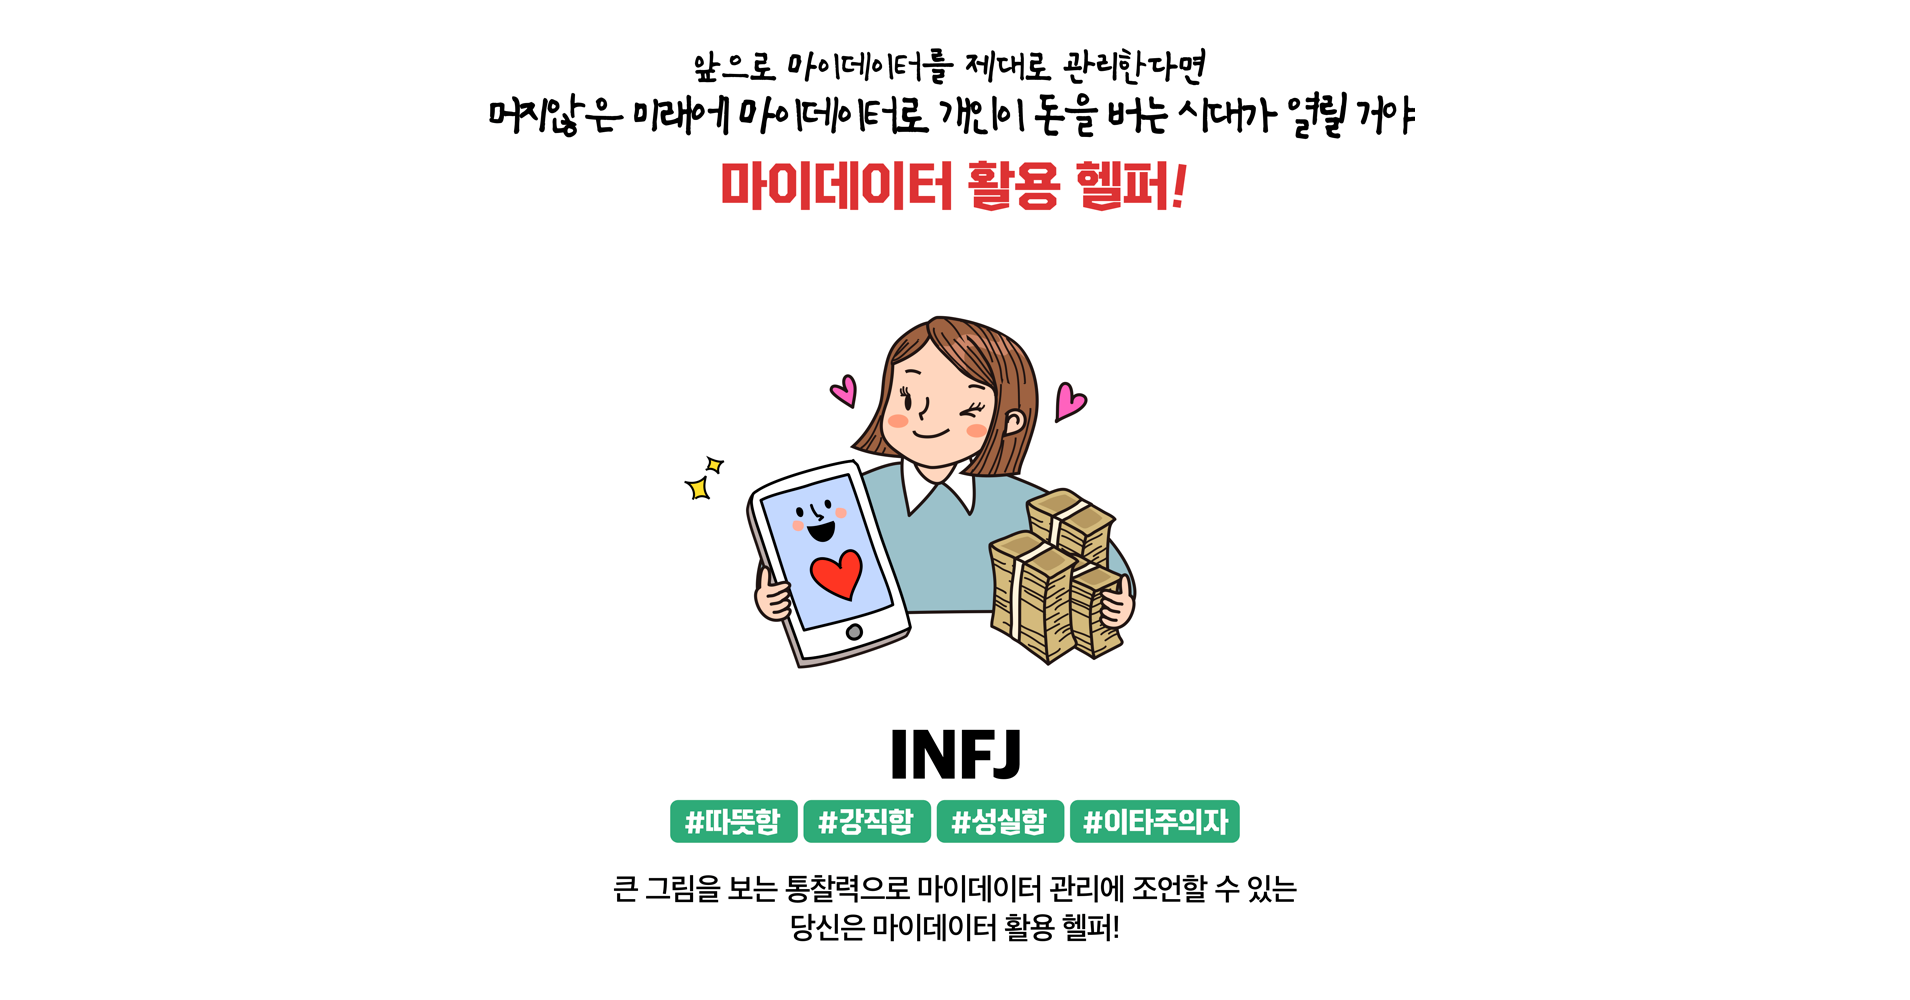 앞으로 마이데이터를 제대로 관리한다면
머지않은 미래에 마이데이터로 개인이 돈을 버는 시대가 열릴 거야
마이데이터 활용 헬퍼!
INFJ
#따뜻함 #강직함 #성실함 #이타주의자
큰 그림을 보는 통찰력으로 마이데이터 관리에 조언할 수 있는
당신은 마이데이터 활용 헬퍼!